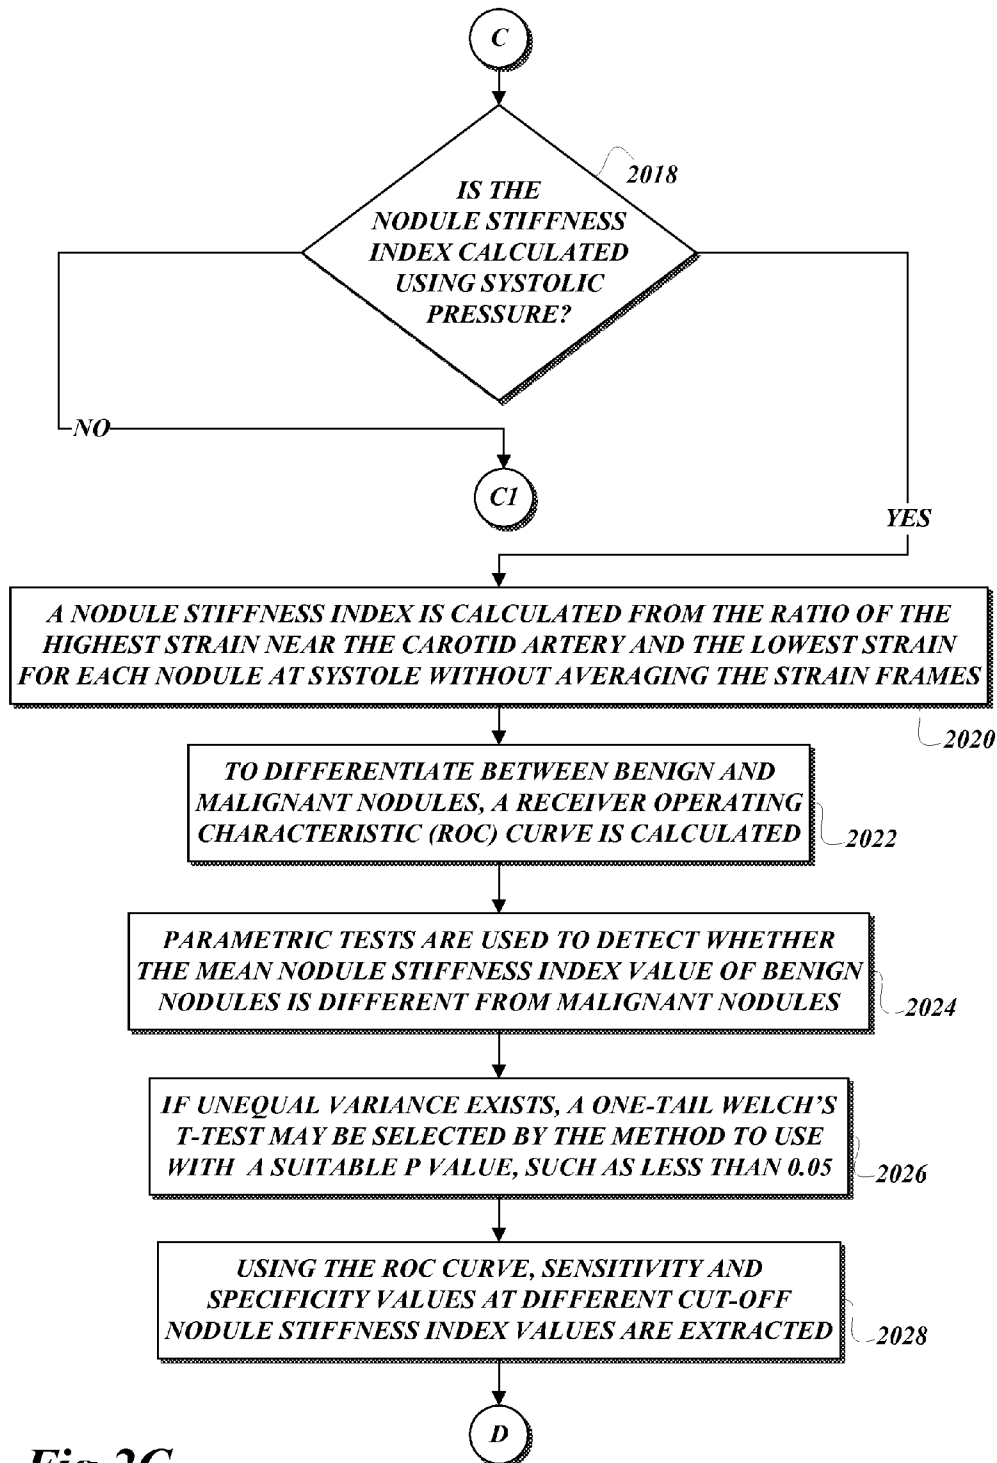 C
IS THE
NODULE STIFFNESS
INDEX CALCULATED
USING SYSTOLIC
PRESSURE?
2018
NO
C1
YES
A NODULE STIFFNESS INDEX IS CALCULATED FROM THE RATIO OF THE
HIGHEST STRAIN NEAR THE CAROTID ARTERY AND THE LOWEST STRAIN
FOR EACH NODULE AT SYSTOLE WITHOUT AVERAGING THE STRAIN FRAMES
2020
TO DIFFERENTIATE BETWEEN BENIGN AND
MALIGNANT NODULES, A RECEIVER OPERATING
CHARACTERISTIC (ROC) CURVE IS CALCULATED
2022
PARAMETRIC TESTS ARE USED TO DETECT WHETHER
THE MEAN NODULE STIFFNESS INDEX VALUE OF BENIGN
NODULES IS DIFFERENT FROM MALIGNANT NODULES
2024
IF UNEQUAL VARIANCE EXISTS, A ONE-TAIL WELCH'S
T-TEST MAY BE SELECTED BY THE METHOD TO USE
WITH A SUITABLE P VALUE, SUCH AS LESS THAN 0.05
2026
USING THE ROC CURVE, SENSITIVITY AND
SPECIFICITY VALUES AT DIFFERENT CUT-OFF
NODULE STIFFNESS INDEX VALUES ARE EXTRACTED
2028
D